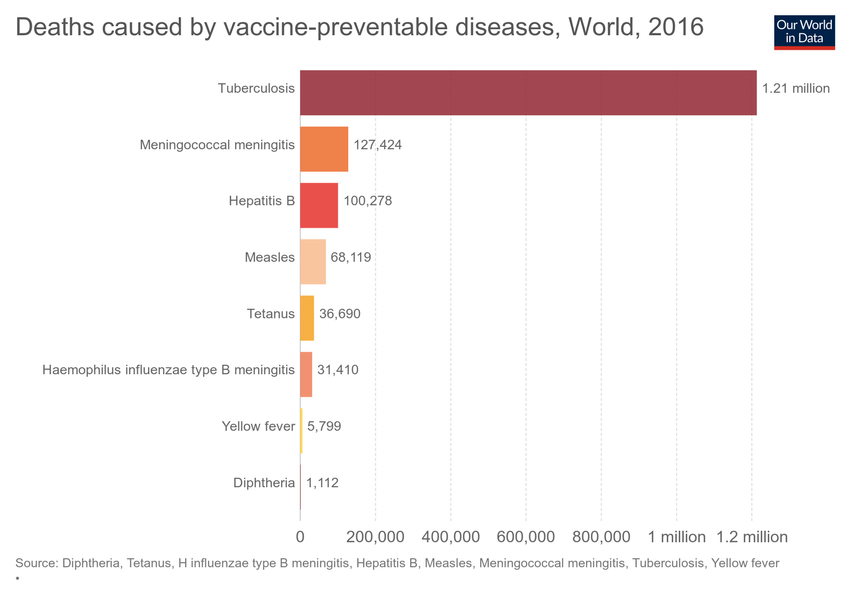 Deaths caused by vaccine-preventable diseases, World, 2016
Our World
in Data
Tuberculosis
1.21 million
Meningococcal meningitis
127,424
Hepatitis B
100,278
Measles
68,119
Tetanus
36,690
Haemophilus influenzae type B meningitis
31,410
Yellow fever
5,799
Diphtheria
1,112
0 200,000 400,000 600,000 800,000 1 million 1.2 million
Source: Diphtheria, Tetanus, H influenzae type B meningitis, Hepatitis B, Measles, Meningococcal meningitis, Tuberculosis, Yellow fever
•